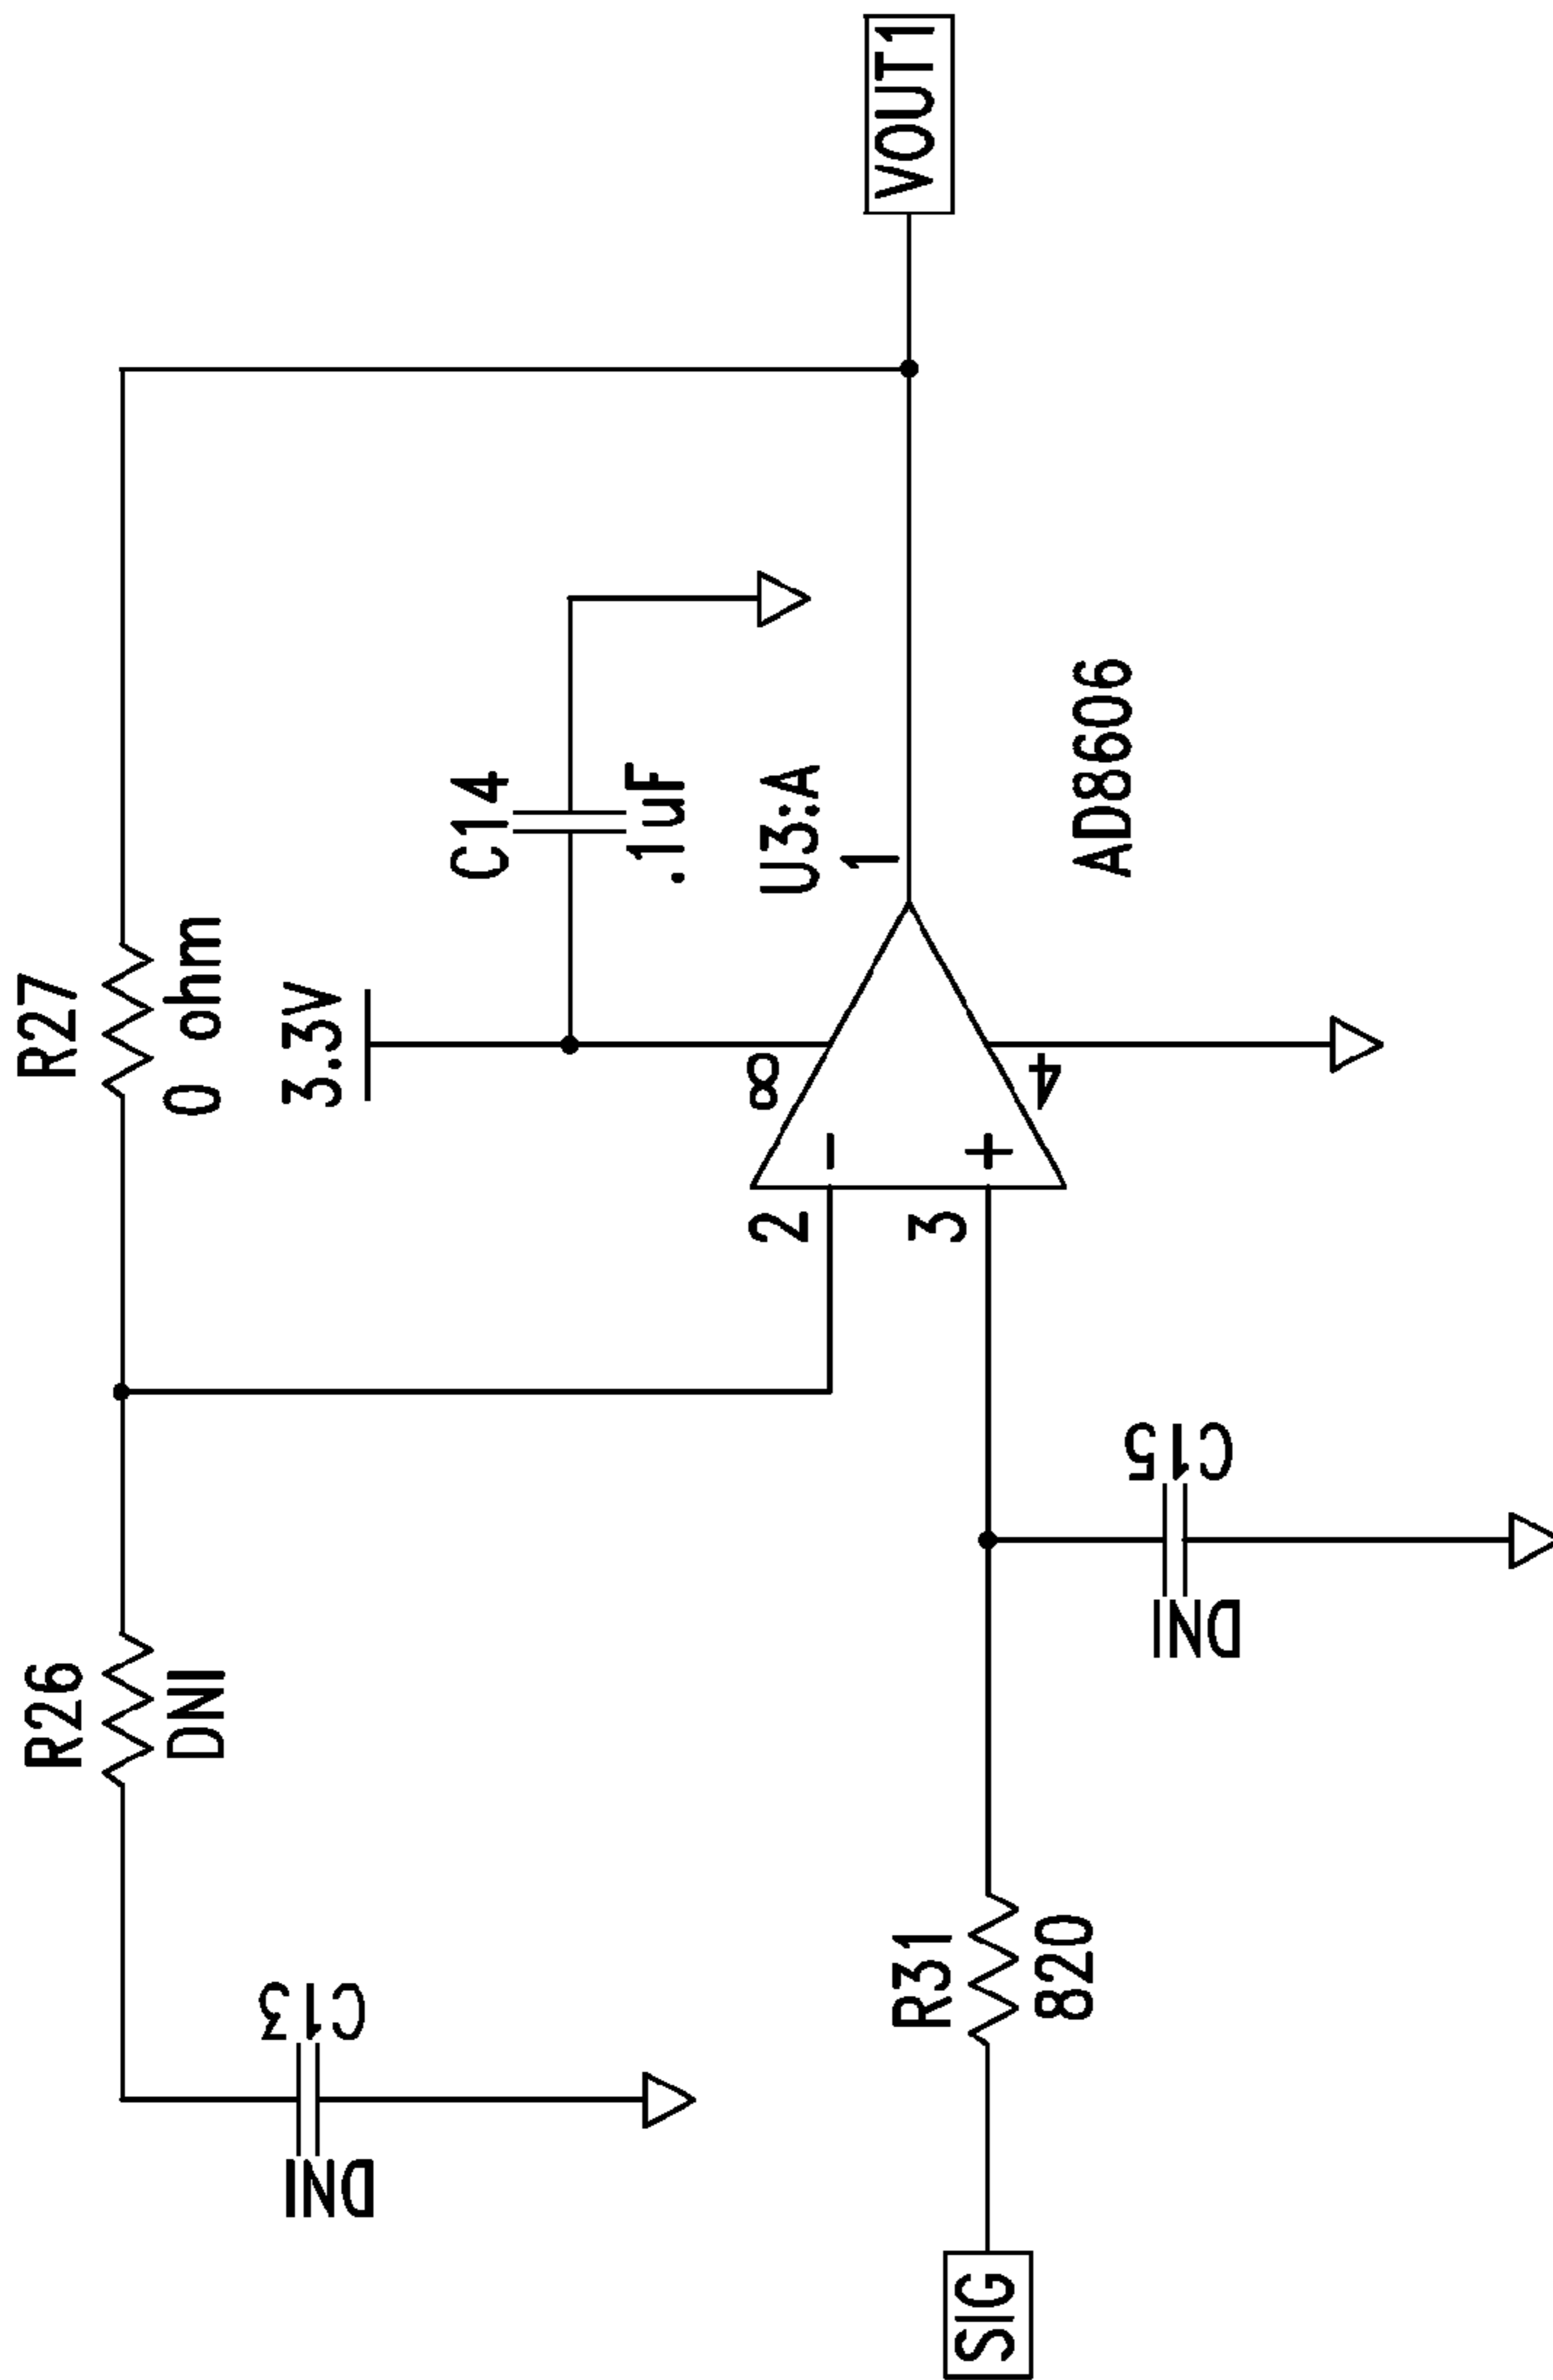 R26
DNI
R27
0 ohm
C13
DNI
3.3V
C14
.1uF
8
U3:A
2
1
VOUT1
3
4
AD8606
SIG
R31
820
C15
DNI
-
+